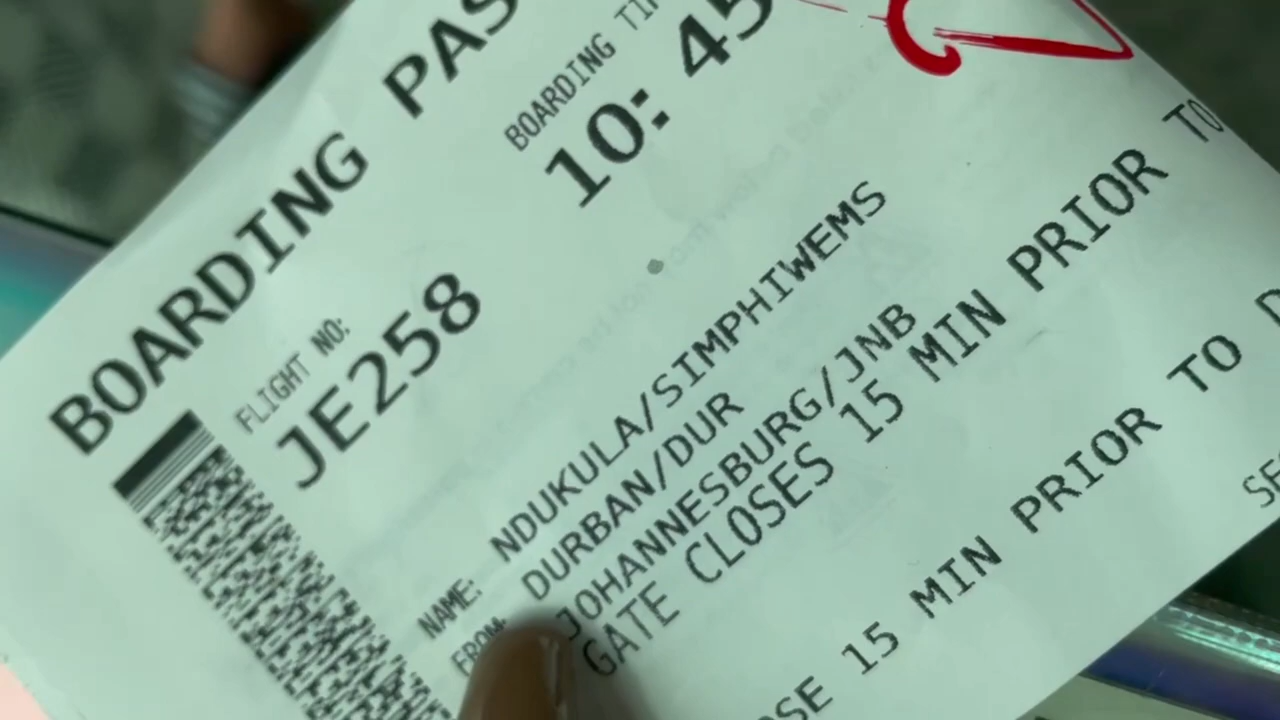 BOARDING PAS
FLIGHT NO:
JE258
BOARDING TI
10: 45
NAME: NDUKULA/SIMPHIWEMS
FROM DURBAN/DUR
JOHANNESBURG/JNB
GATE CLOSES 15 MIN PRIOR TO
OSE 15 MIN PRIOR TO D
SE